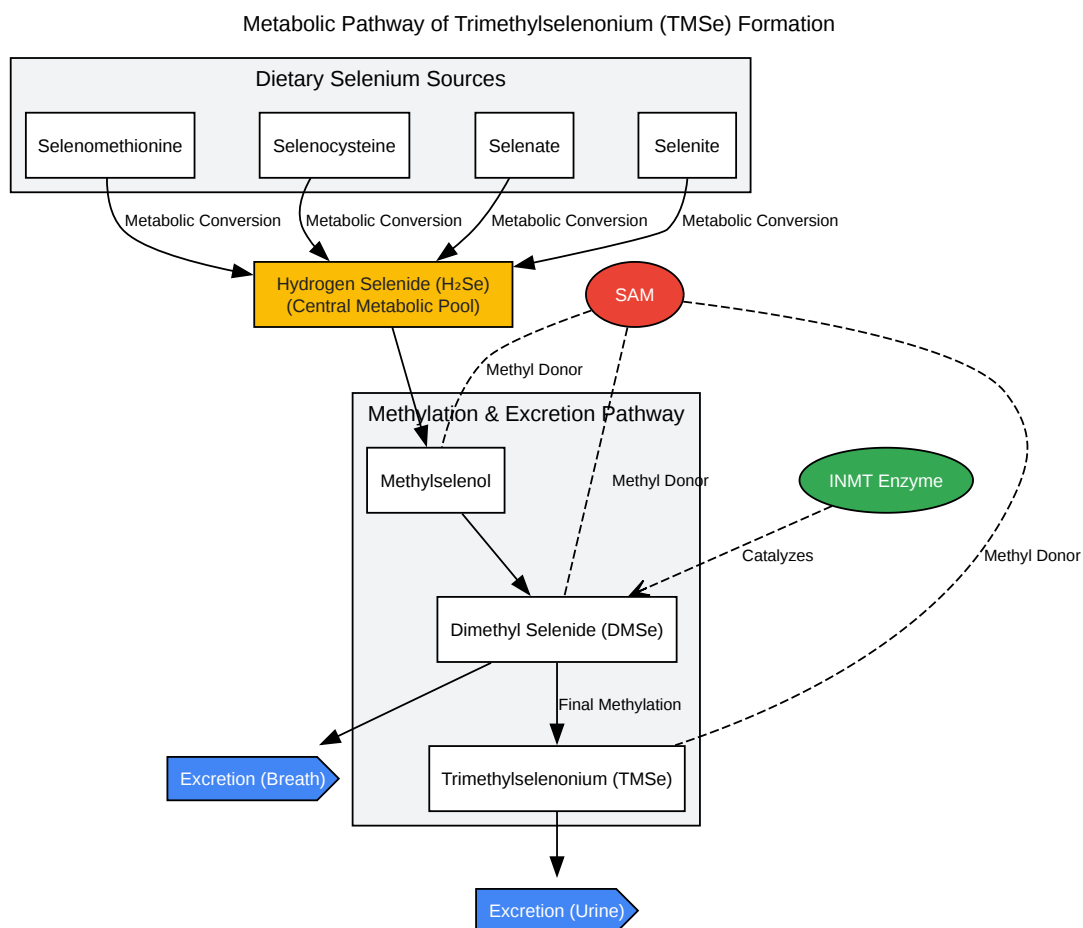 Metabolic Pathway of Trimethylselenonium (TMSe) Formation
Dietary Selenium Sources
Selenomethionine
Selenocysteine
Selenate
Selenite
Metabolic Conversion
Metabolic Conversion
Metabolic Conversion
Metabolic Conversion
Hydrogen Selenide (H₂Se)
(Central Metabolic Pool)
SAM
Methyl Donor
Methylation & Excretion Pathway
Methylselenol
Methyl Donor
INMT Enzyme
Catalyzes
Methyl Donor
Dimethyl Selenide (DMSe)
Final Methylation
Excretion (Breath)
Trimethylselenonium (TMSe)
Excretion (Urine)